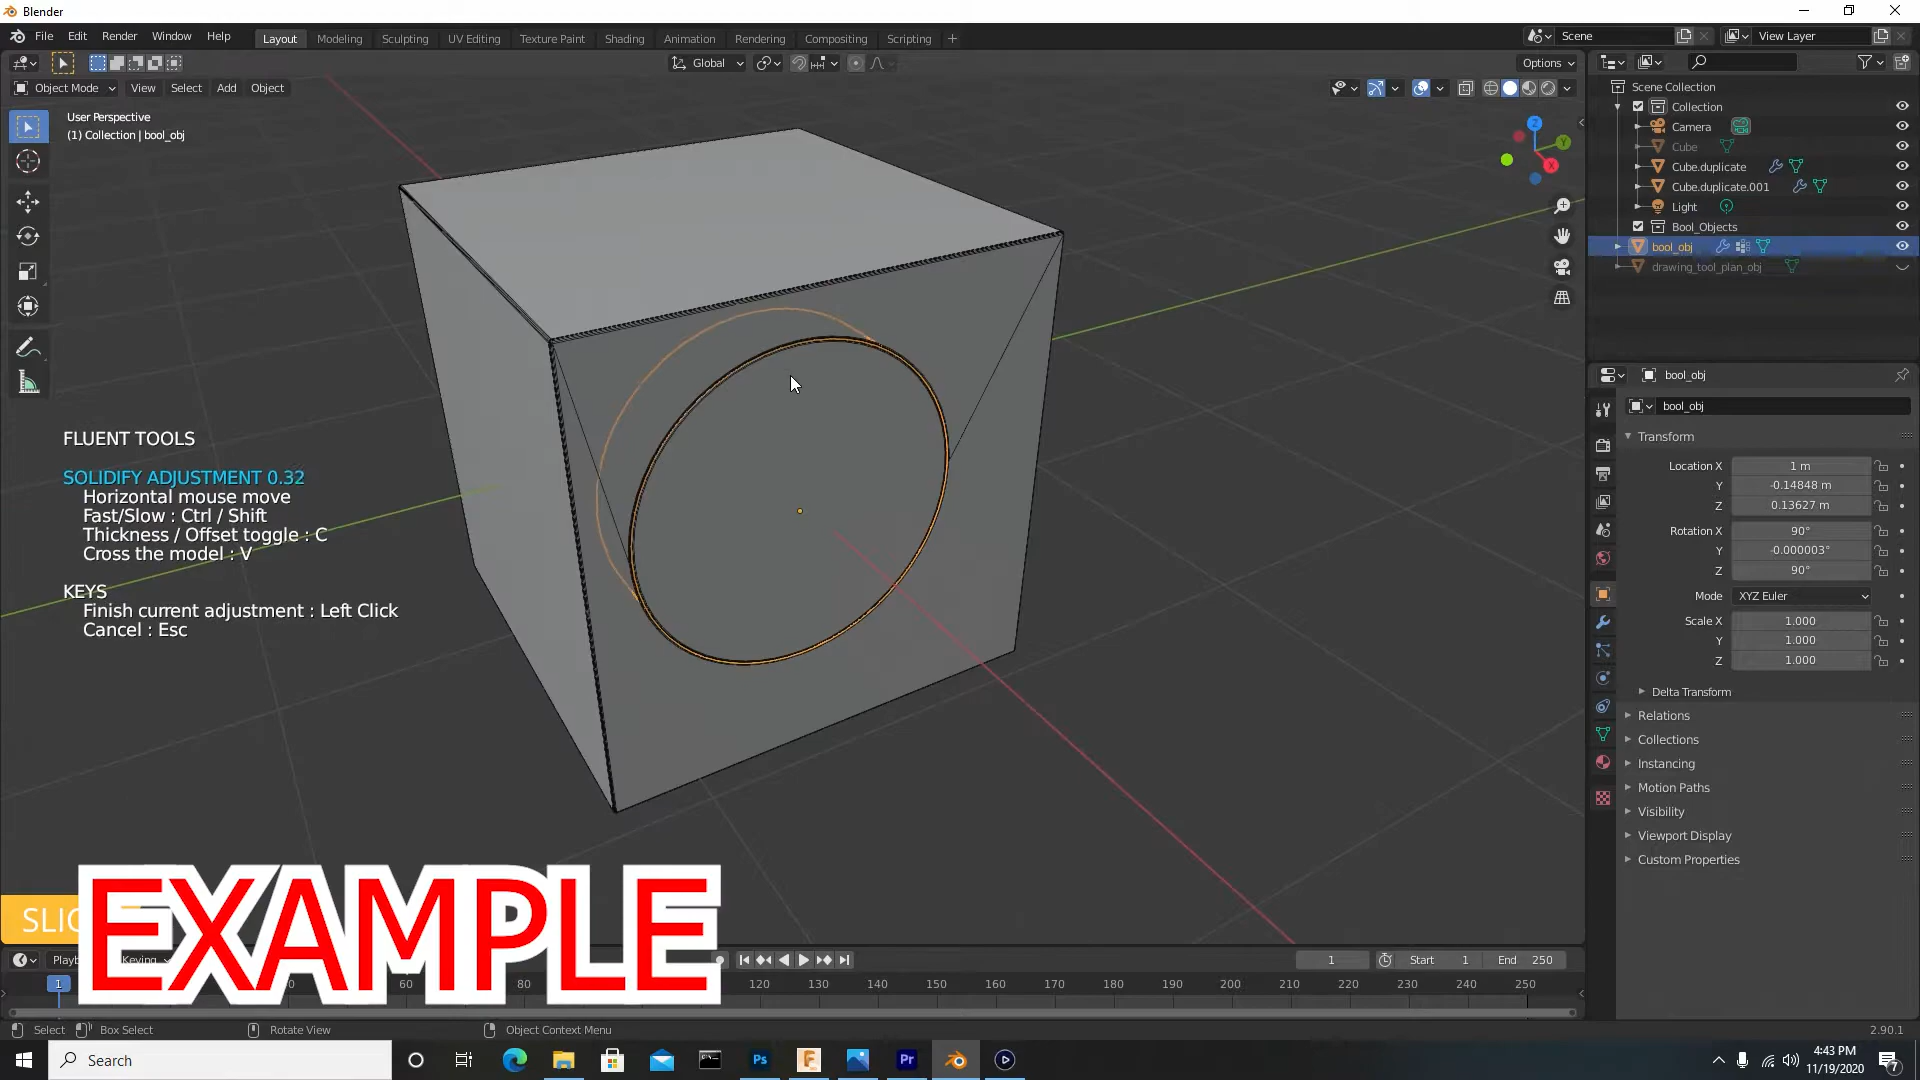 Blender
File Edit Render Window Help
Layout Modeling Sculpting UV Editing Texture Paint Shading Animation Rendering Compositing Scripting +
Scene
View Layer
Global
Options
Object Mode View Select Add Object
User Perspective
(1) Collection | bool_obj
Z
Y
X
FLUENT TOOLS
SOLIDIFY ADJUSTMENT 0.32
Horizontal mouse move
Fast/Slow : Ctrl / Shift
Thickness / Offset toggle : C
Cross the model : V
KEYS
Finish current adjustment : Left Click
Cancel : Esc
Scene Collection
Collection
Camera
Cube
Cube.duplicate
Cube.duplicate.001
Light
Bool_Objects
bool_obj
drawing_tool_plan_obj
bool_obj
bool_obj
Transform
Location X 1 m
Y -0.14848 m
Z 0.13627 m
Rotation X 90°
Y -0.000003°
Z 90°
Mode XYZ Euler
Scale X 1.000
Y 1.000
Z 1.000
Delta Transform
Relations
Collections
Instancing
Motion Paths
Visibility
Viewport Display
Custom Properties
EXAMPLE
Keying
1 Start 1 End 250
1 60 80 120 130 140 150 160 170 180 190 200 210 220 230 240 250
Select Box Select Rotate View Object Context Menu
2.90.1
Search
Ps
F
Pr
4:43 PM
11/19/2020
7